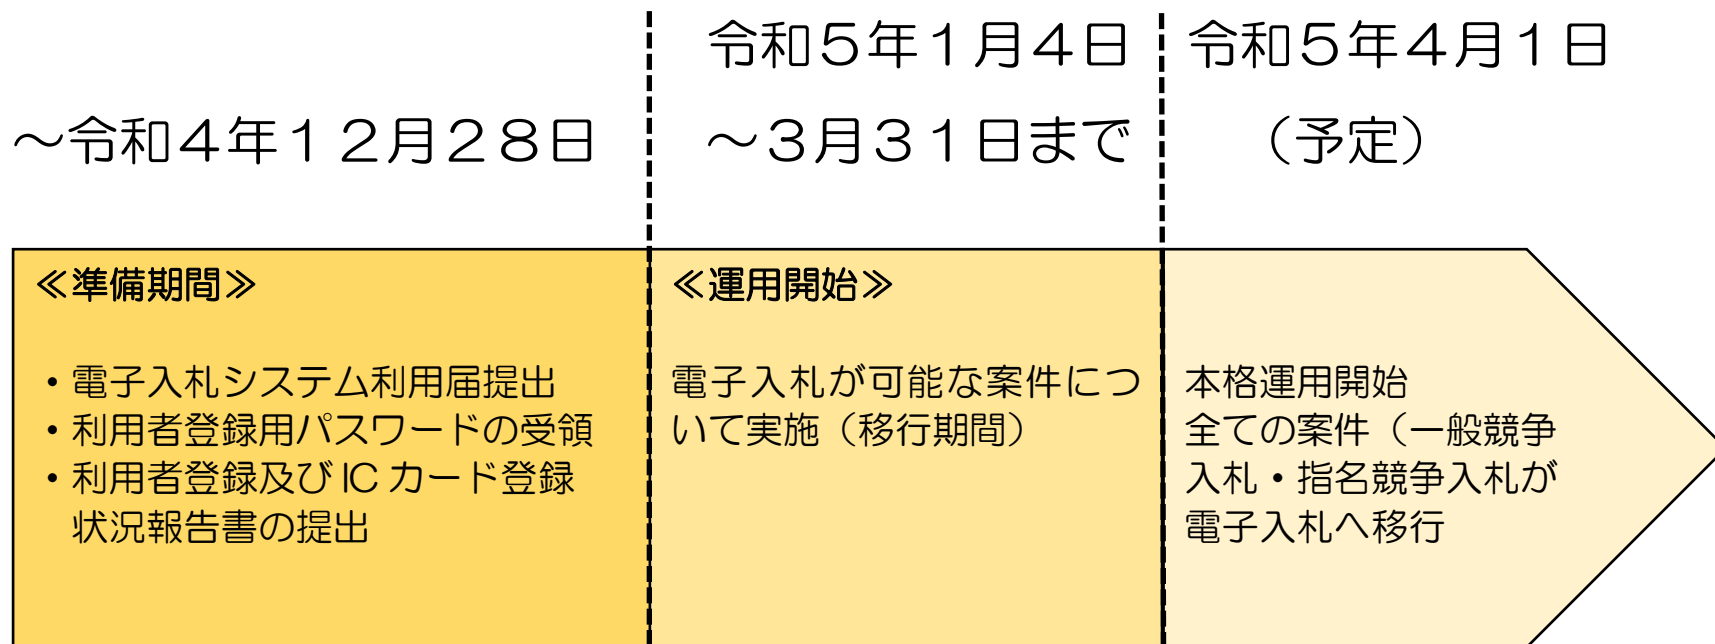 ～令和４年１２月２８日
令和５年１月４日
～３月３１日まで
令和５年４月１日
（予定）
≪準備期間≫
・電子入札システム利用届提出
・利用者登録用パスワードの受領
・利用者登録及び IC カード登録
状況報告書の提出
≪運用開始≫
電子入札が可能な案件につ
いて実施（移行期間）
本格運用開始
全ての案件（一般競争
入札・指名競争入札が
電子入札へ移行